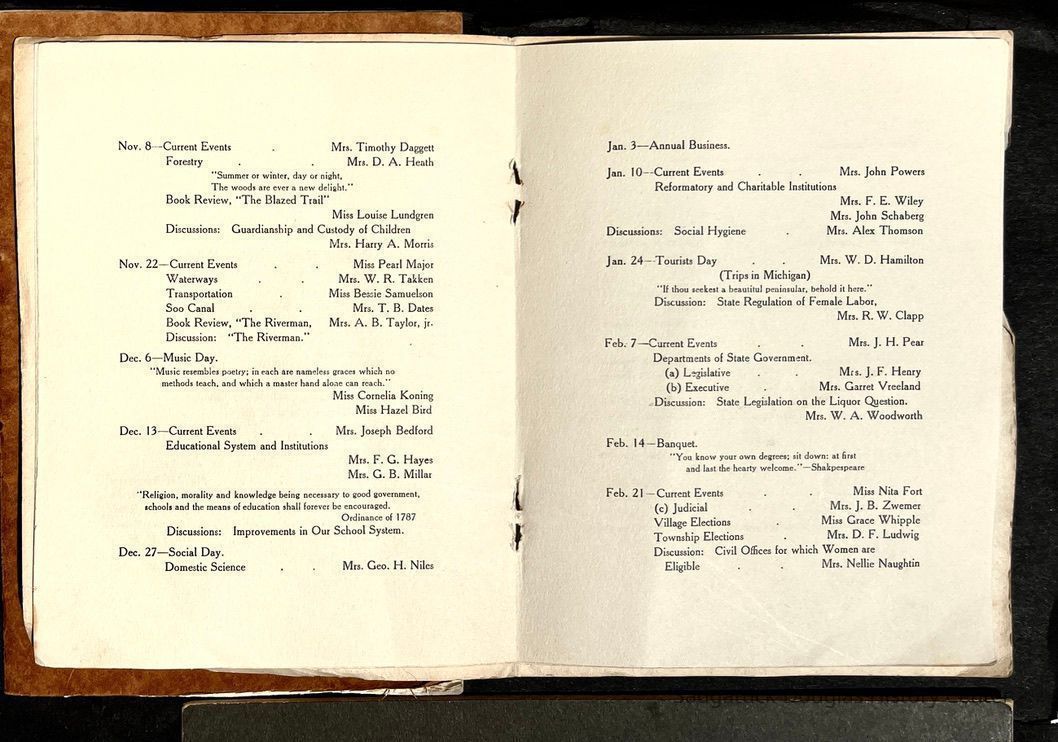 Nov. 8—Current Events . Mrs. Timothy Daggett
Forestry . . Mrs. D. A. Heath
"Summer or winter, day or night,
The woods are ever a new delight."
Book Review, "The Blazed Trail"
Miss Louise Lundgren
Discussions: Guardianship and Custody of Children
Mrs. Harry A. Morris
Nov. 22—Current Events . . Miss Pearl Major
Waterways . . Mrs. W. R. Takken
Transportation . Miss Bessie Samuelson
Soo Canal . . Mrs. T. B. Dates
Book Review, "The Riverman, Mrs. A. B. Taylor, jr.
Discussion: "The Riverman."
Dec. 6—Music Day.
"Music resembles poetry; in each are nameless graces which no
methods teach, and which a master hand alone can reach."
Miss Cornelia Koning
Miss Hazel Bird
Dec. 13—Current Events . . Mrs. Joseph Bedford
Educational System and Institutions
Mrs. F. G. Hayes
Mrs. G. B. Millar
"Religion, morality and knowledge being necessary to good government,
schools and the means of education shall forever be encouraged.
Ordinance of 1787
Discussions: Improvements in Our School System.
Dec. 27—Social Day.
Domestic Science . . Mrs. Geo. H. Niles
Jan. 3—Annual Business.
Jan. 10--Current Events . . Mrs. John Powers
Reformatory and Charitable Institutions
Mrs. F. E. Wiley
Mrs. John Schaberg
Discussions: Social Hygiene . Mrs. Alex Thomson
Jan. 24—Tourists Day . . Mrs. W. D. Hamilton
(Trips in Michigan)
"If thou seekest a beautiful peninsular, behold it here."
Discussion: State Regulation of Female Labor,
Mrs. R. W. Clapp
Feb. 7—Current Events . . Mrs. J. H. Pear
Departments of State Government.
(a) Legislative . . Mrs. J. F. Henry
(b) Executive . Mrs. Garret Vreeland
Discussion: State Legislation on the Liquor Question.
Mrs. W. A. Woodworth
Feb. 14—Banquet.
"You know your own degrees; sit down: at first
and last the hearty welcome."—Shakpespeare
Feb. 21—Current Events . . Miss Nita Fort
(c) Judicial . Mrs. J. B. Zwemer
Village Elections . Miss Grace Whipple
Township Elections . Mrs. D. F. Ludwig
Discussion: Civil Offices for which Women are
Eligible . . Mrs. Nellie Naughtin